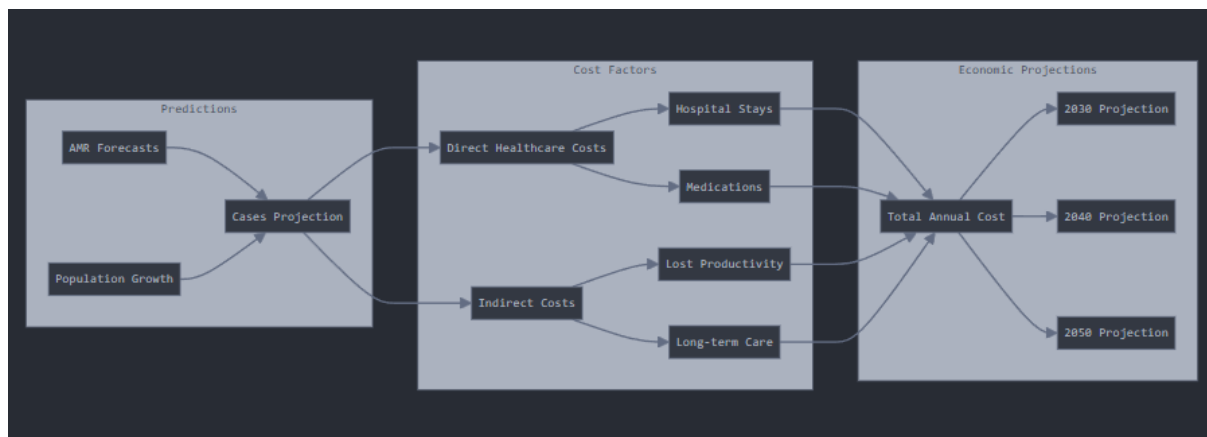 Predictions
AMR Forecasts
Population Growth
Cases Projection
Cost Factors
Direct Healthcare Costs
Indirect Costs
Hospital Stays
Medications
Lost Productivity
Long-term Care
Economic Projections
Total Annual Cost
2030 Projection
2040 Projection
2050 Projection